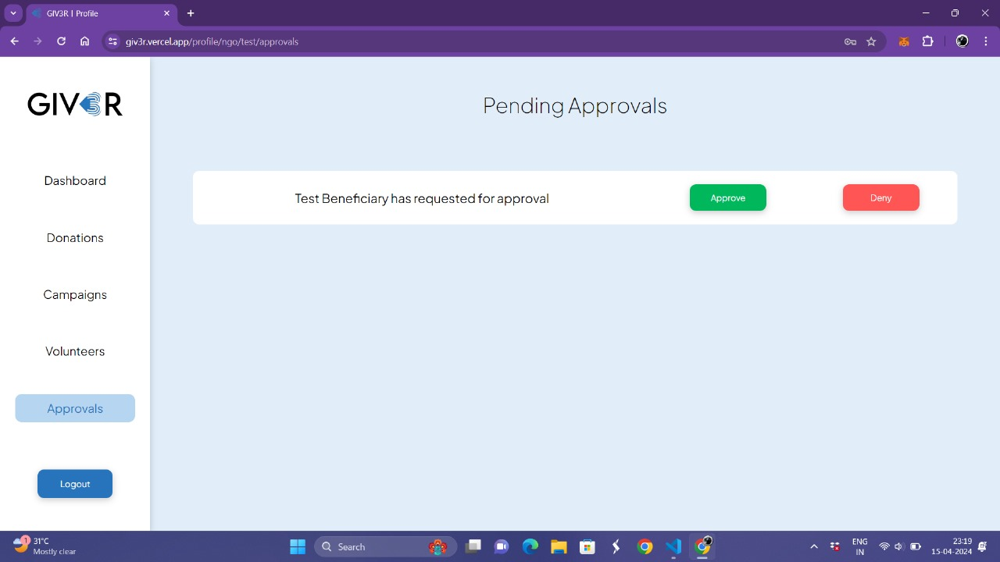 GIV3R | Profile
giv3r.vercel.app/profile/ngo/test/approvals
GIV3R
Dashboard
Donations
Campaigns
Volunteers
Approvals
Logout
Pending Approvals
Test Beneficiary has requested for approval
Approve
Deny
1
31°C
Mostly clear
Search
ENG
IN
23:19
15-04-2024